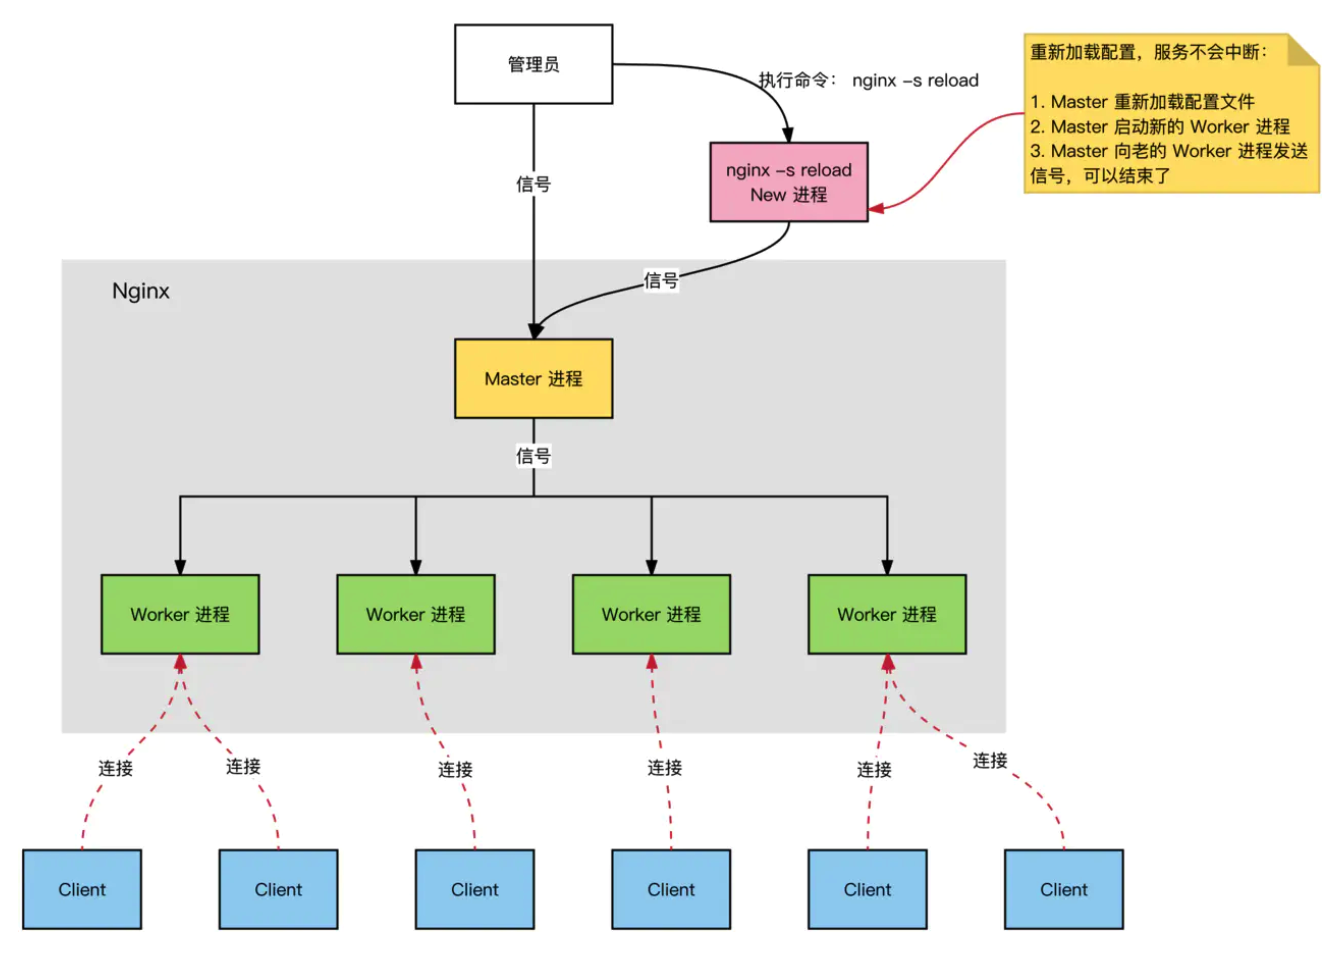 管理员
执行命令： nginx -s reload
重新加载配置，服务不会中断：
1. Master 重新加载配置文件
2. Master 启动新的 Worker 进程
3. Master 向老的 Worker 进程发送
信号，可以结束了
nginx -s reload
New 进程
信号
信号
Nginx
Master 进程
信号
Worker 进程
Worker 进程
Worker 进程
Worker 进程
连接
连接
连接
连接
连接
连接
Client
Client
Client
Client
Client
Client